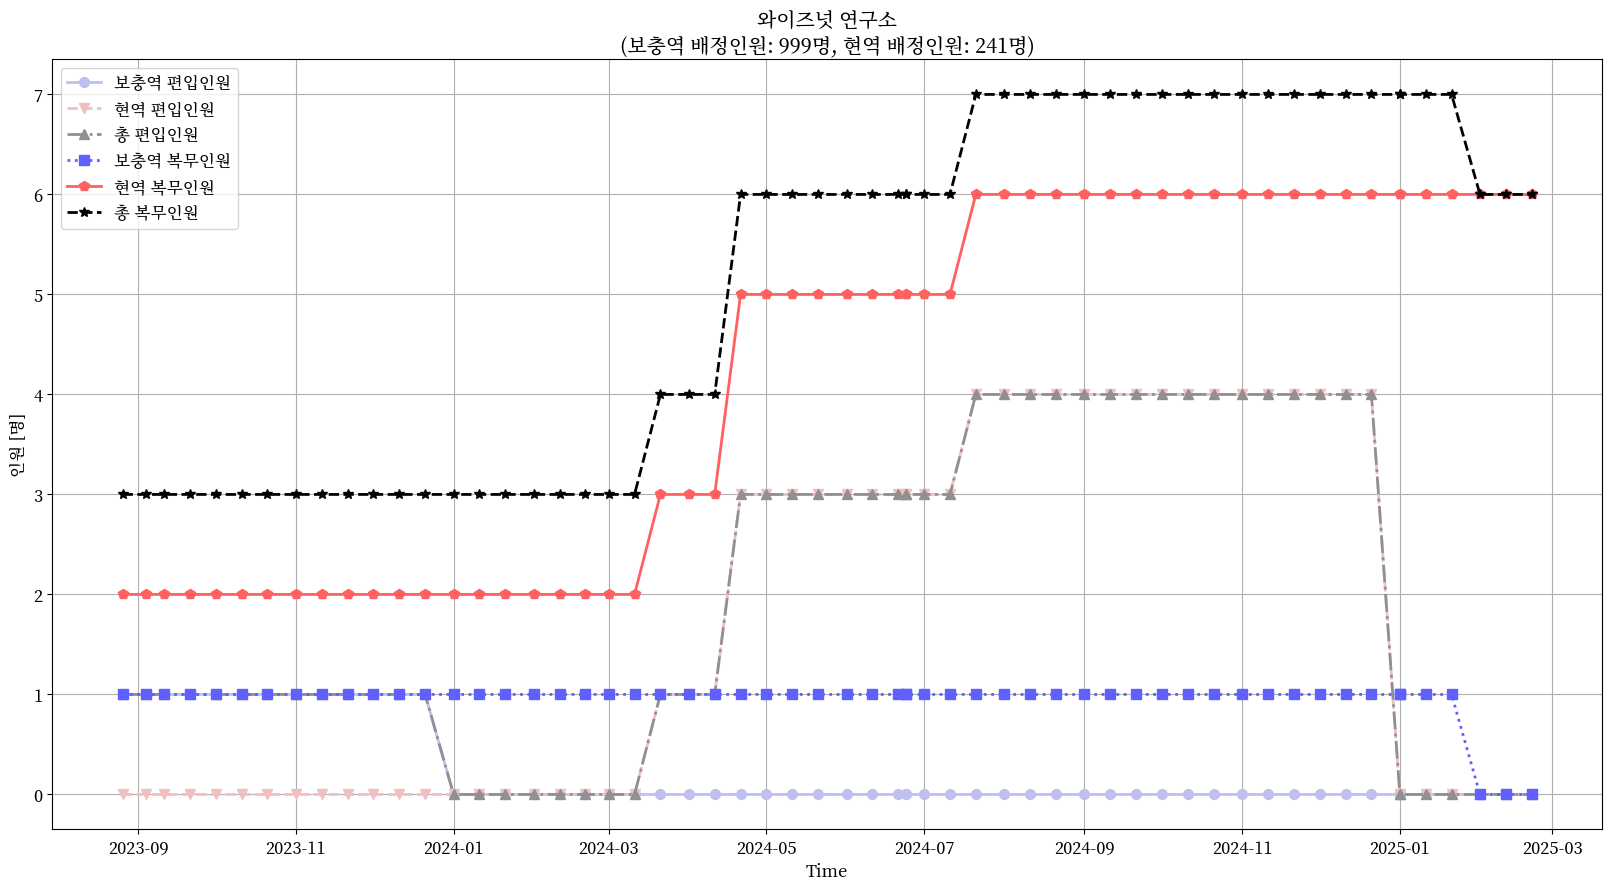 와이즈넛 연구소
(보충역 배정인원: 999명, 현역 배정인원: 241명)
보충역 편입인원
현역 편입인원
총 편입인원
보충역 복무인원
현역 복무인원
총 복무인원
인원 [명]
7
6
5
4
3
2
1
0
2023-09
2023-11
2024-01
2024-03
2024-05
2024-07
2024-09
2024-11
2025-01
2025-03
Time